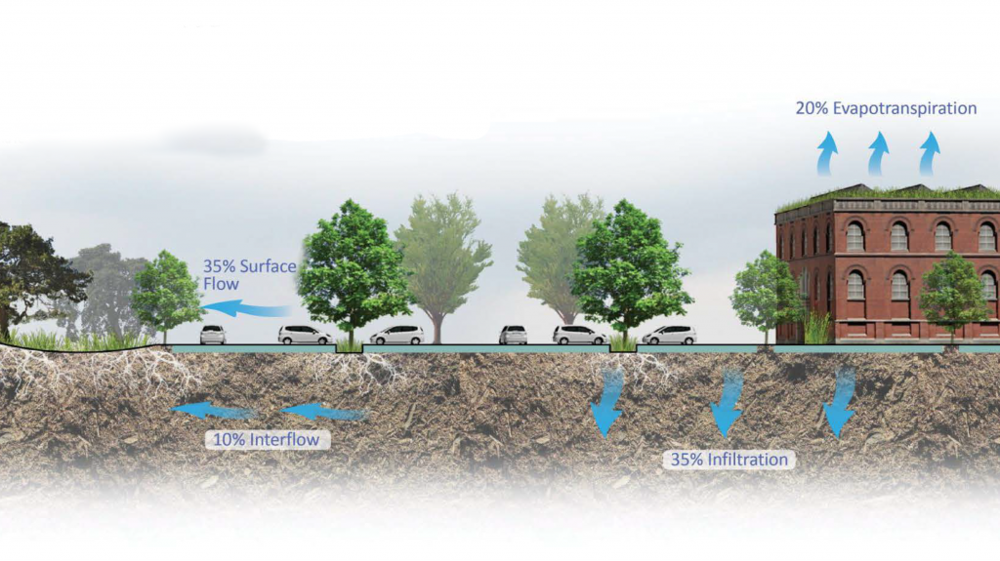 20% Evapotranspiration
35% Surface
Flow
10% Interflow
35% Infiltration